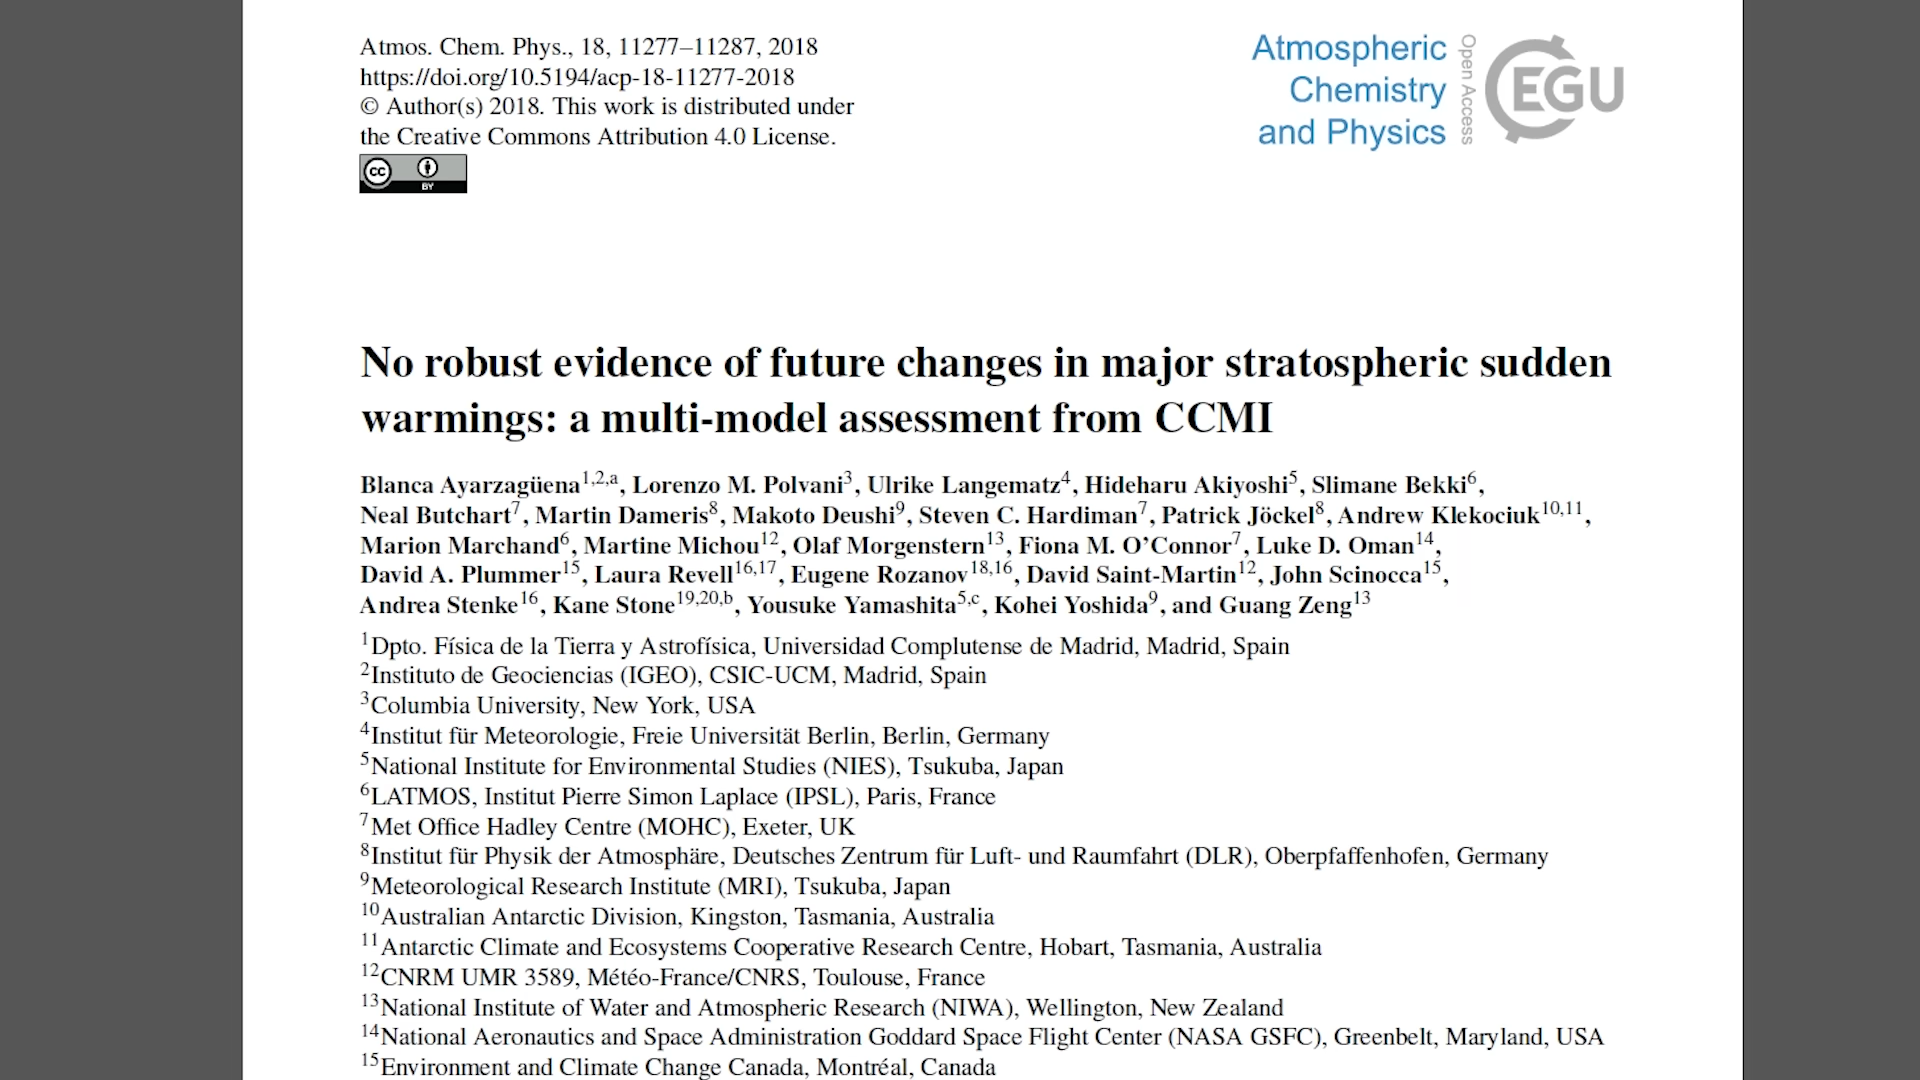 Atmos. Chem. Phys., 18, 11277–11287, 2018
https://doi.org/10.5194/acp-18-11277-2018
© Author(s) 2018. This work is distributed under
the Creative Commons Attribution 4.0 License.
cc BY
Atmospheric
Chemistry
and Physics
Open Access
EGU
No robust evidence of future changes in major stratospheric sudden
warmings: a multi-model assessment from CCMI
Blanca Ayarzagüena1,2,a, Lorenzo M. Polvani3, Ulrike Langematz4, Hideharu Akiyoshi5, Slimane Bekki6,
Neal Butchart7, Martin Dameris8, Makoto Deushi9, Steven C. Hardiman7, Patrick Jöckel8, Andrew Klekociuk10,11,
Marion Marchand6, Martine Michou12, Olaf Morgenstern13, Fiona M. O’Connor7, Luke D. Oman14,
David A. Plummer15, Laura Revell16,17, Eugene Rozanov18,16, David Saint-Martin12, John Scinocca15,
Andrea Stenke16, Kane Stone19,20,b, Yousuke Yamashita5,c, Kohei Yoshida9, and Guang Zeng13
1Dpto. Física de la Tierra y Astrofísica, Universidad Complutense de Madrid, Madrid, Spain
2Instituto de Geociencias (IGEO), CSIC-UCM, Madrid, Spain
3Columbia University, New York, USA
4Institut für Meteorologie, Freie Universität Berlin, Berlin, Germany
5National Institute for Environmental Studies (NIES), Tsukuba, Japan
6LATMOS, Institut Pierre Simon Laplace (IPSL), Paris, France
7Met Office Hadley Centre (MOHC), Exeter, UK
8Institut für Physik der Atmosphäre, Deutsches Zentrum für Luft- und Raumfahrt (DLR), Oberpfaffenhofen, Germany
9Meteorological Research Institute (MRI), Tsukuba, Japan
10Australian Antarctic Division, Kingston, Tasmania, Australia
11Antarctic Climate and Ecosystems Cooperative Research Centre, Hobart, Tasmania, Australia
12CNRM UMR 3589, Météo-France/CNRS, Toulouse, France
13National Institute of Water and Atmospheric Research (NIWA), Wellington, New Zealand
14National Aeronautics and Space Administration Goddard Space Flight Center (NASA GSFC), Greenbelt, Maryland, USA
15Environment and Climate Change Canada, Montréal, Canada